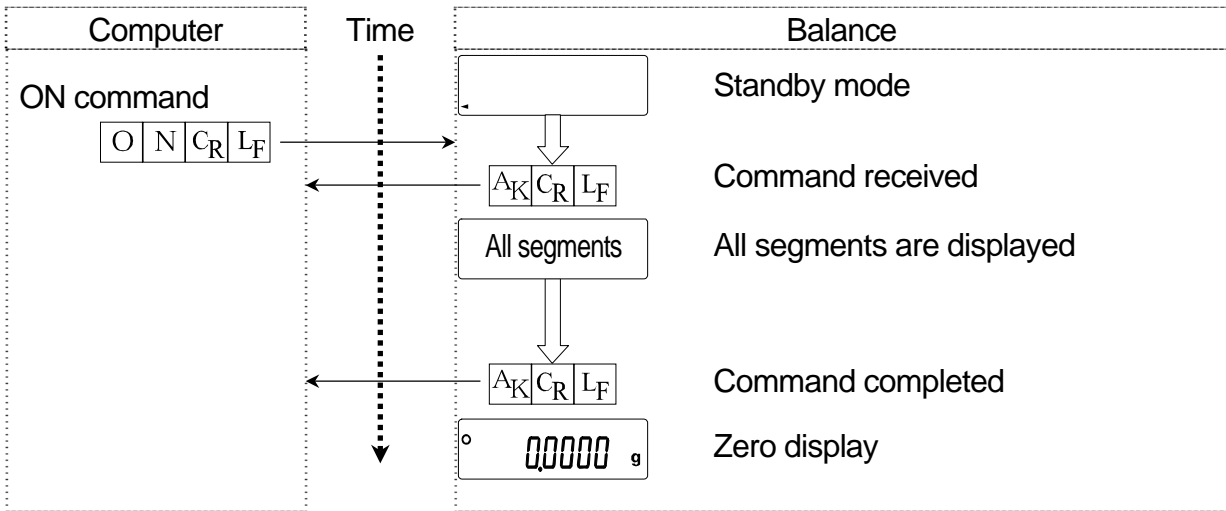 Computer Time Balance
Standby mode
ON command
O N CR LF
AK CR LF Command received
All segments All segments are displayed
AK CR LF Command completed
0.0000 g Zero display